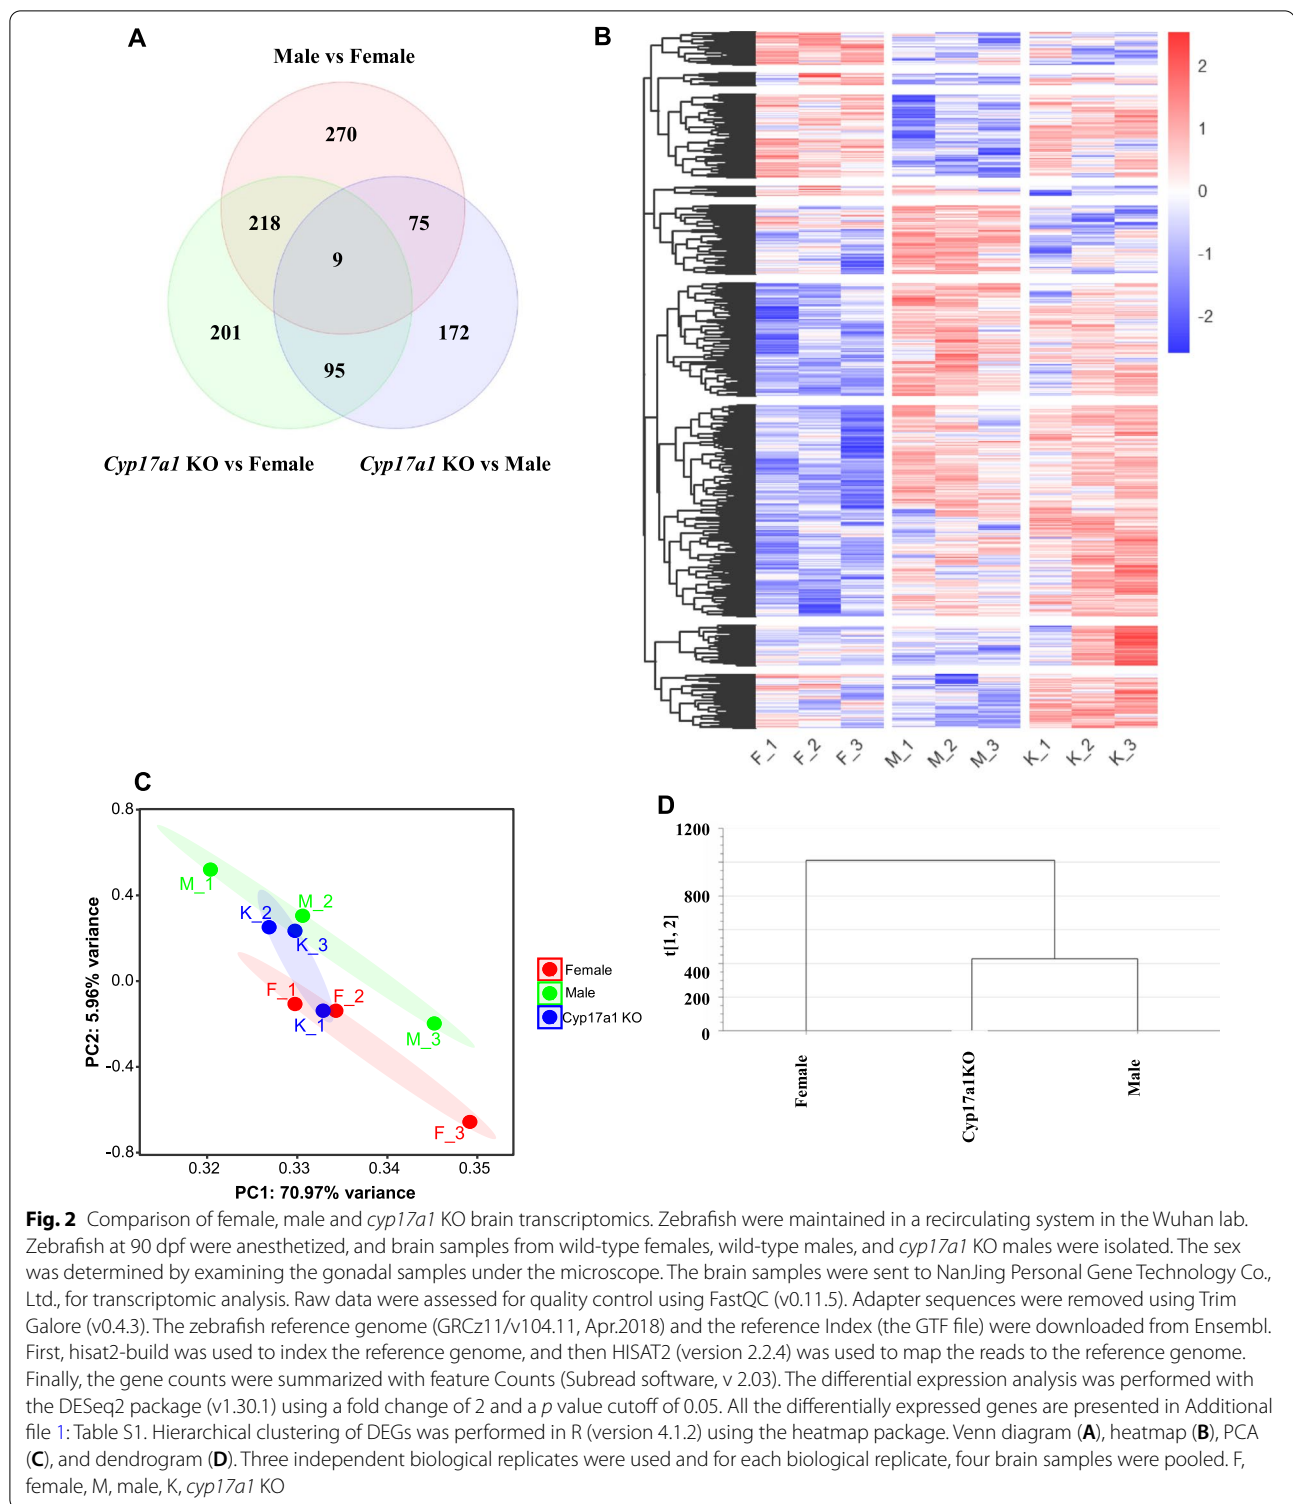 A
Male vs Female
270
218
75
9
201
172
95
Cyp17a1 KO vs Female
Cyp17a1 KO vs Male
B
2
1
0
-1
-2
F_1
F_2
F_3
M_1
M_2
M_3
K_1
K_2
K_3
C
0.8
0.4
0.0
-0.4
-0.8
PC2: 5.96% variance
M_1
M_2
K_2
K_3
F_1
F_2
K_1
M_3
F_3
0.32
0.33
0.34
0.35
PC1: 70.97% variance
Female
Male
Cyp17a1 KO
D
1200
800
400
200
0
t[1, 2]
Female
Cyp17a1KO
Male
Fig. 2 Comparison of female, male and cyp17a1 KO brain transcriptomics. Zebrafish were maintained in a recirculating system in the Wuhan lab.
Zebrafish at 90 dpf were anesthetized, and brain samples from wild-type females, wild-type males, and cyp17a1 KO males were isolated. The sex
was determined by examining the gonadal samples under the microscope. The brain samples were sent to NanJing Personal Gene Technology Co.,
Ltd., for transcriptomic analysis. Raw data were assessed for quality control using FastQC (v0.11.5). Adapter sequences were removed using Trim
Galore (v0.4.3). The zebrafish reference genome (GRCz11/v104.11, Apr.2018) and the reference Index (the GTF file) were downloaded from Ensembl.
First, hisat2-build was used to index the reference genome, and then HISAT2 (version 2.2.4) was used to map the reads to the reference genome.
Finally, the gene counts were summarized with feature Counts (Subread software, v 2.03). The differential expression analysis was performed with
the DESeq2 package (v1.30.1) using a fold change of 2 and a p value cutoff of 0.05. All the differentially expressed genes are presented in Additional
file 1: Table S1. Hierarchical clustering of DEGs was performed in R (version 4.1.2) using the heatmap package. Venn diagram (A), heatmap (B), PCA
(C), and dendrogram (D). Three independent biological replicates were used and for each biological replicate, four brain samples were pooled. F,
female, M, male, K, cyp17a1 KO